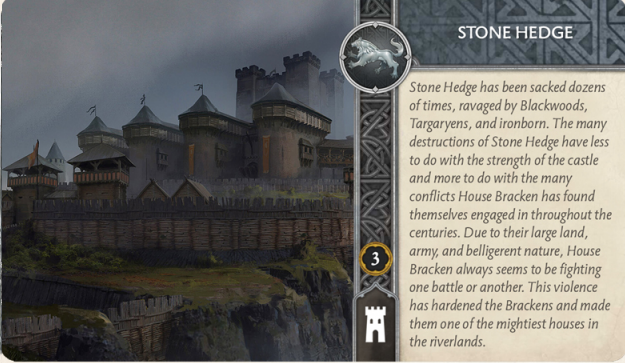 STONE HEDGE
Stone Hedge has been sacked dozens
of times, ravaged by Blackwoods,
Targaryens, and ironborn. The many
destructions of Stone Hedge have less
to do with the strength of the castle
and more to do with the many
conflicts House Bracken has found
themselves engaged in throughout the
centuries. Due to their large land,
army, and belligerent nature, House
Bracken always seems to be fighting
one battle or another. This violence
has hardened the Brackens and made
them one of the mightiest houses in
the riverlands.
3